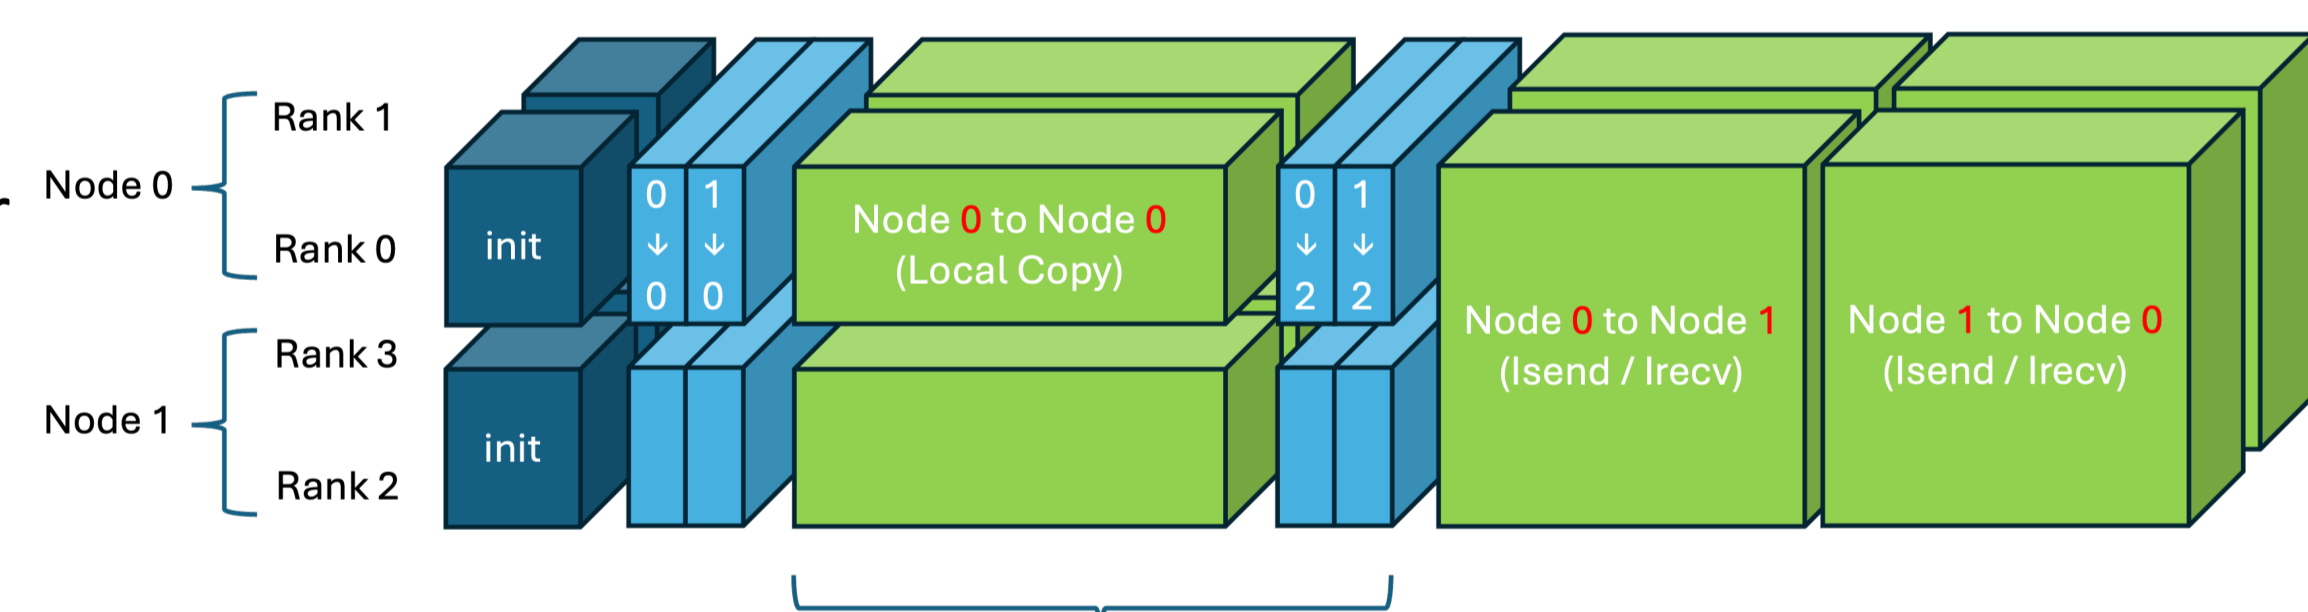 r
Node 0
Rank 1
Rank 0
Node 1
Rank 3
Rank 2
init
init
0
↓
0
1
↓
0
Node 0 to Node 0
(Local Copy)
0
↓
2
1
↓
2
Node 0 to Node 1
(Isend / Irecv)
Node 1 to Node 0
(Isend / Irecv)